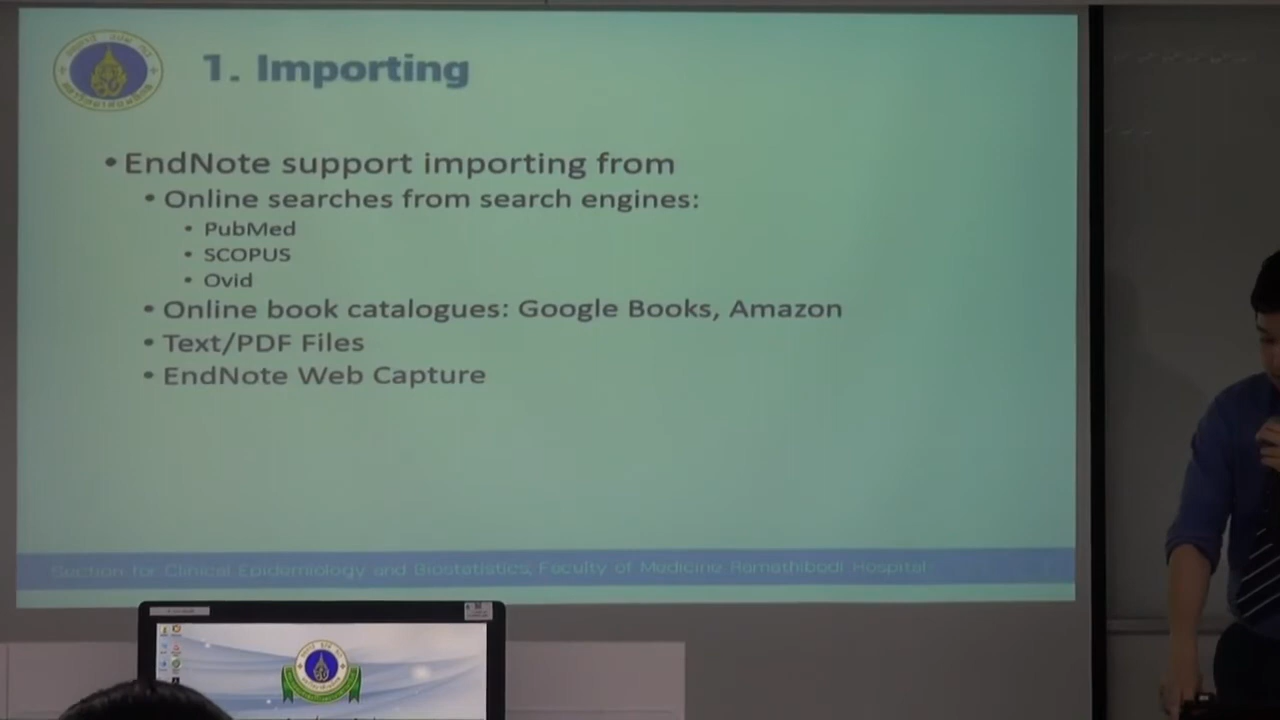 1. Importing
• EndNote support importing from
• Online searches from search engines:
• PubMed
• SCOPUS
• Ovid
• Online book catalogues: Google Books, Amazon
• Text/PDF Files
• EndNote Web Capture
Section for Clinical Epidemiology and Biostatistics, Faculty of Medicine Ramathibodi Hospital